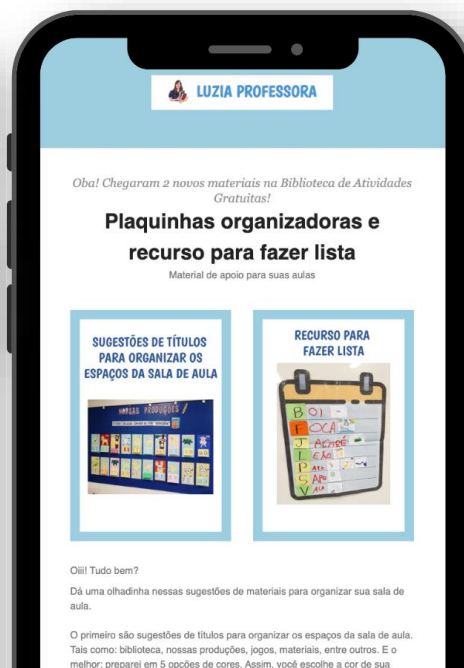 LUZIA PROFESSORA
Oba! Chegaram 2 novos materiais na Biblioteca de Atividades
Gratuitas!
Plaquinhas organizadoras e
recurso para fazer lista
Material de apoio para suas aulas
SUGESTÕES DE TÍTULOS
PARA ORGANIZAR OS
ESPAÇOS DA SALA DE AULA
NOSSAS PRODUÇÕES
RECURSO PARA
FAZER LISTA
B OI
F OCA
J ACARÉ
L EÃO
P
S APO
V
Oiii! Tudo bem?
Dá uma olhadinha nessas sugestões de materiais para organizar sua sala de
aula.
O primeiro são sugestões de títulos para organizar os espaços da sala de aula.
Tais como: biblioteca, nossas produções, jogos, materiais, entre outros. E o
melhor: preparei em 5 opções de cores. Assim, você escolhe a cor de sua